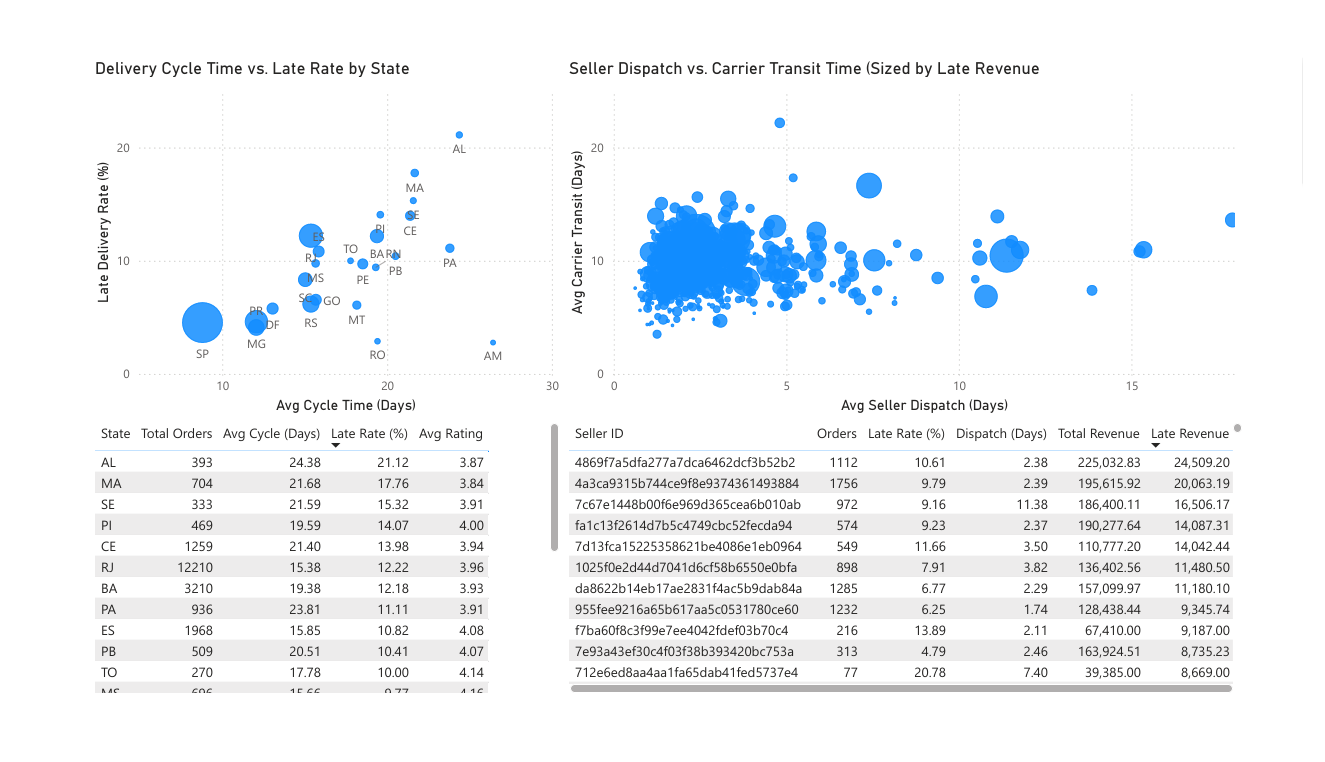 Delivery Cycle Time vs. Late Rate by State
Late Delivery Rate (%)
20
10
0
AL
MA
SE
CE
PI
ES
TO
BA
RN
PA
RJ
PE
PB
MS
SC
GO
PR
DF
RS
MT
MG
SP
RO
AM
10
20
30
Avg Cycle Time (Days)
Seller Dispatch vs. Carrier Transit Time (Sized by Late Revenue
Avg Carrier Transit (Days)
20
10
0
0
5
10
15
Avg Seller Dispatch (Days)
State Total Orders Avg Cycle (Days) Late Rate (%) Avg Rating
AL 393 24.38 21.12 3.87
MA 704 21.68 17.76 3.84
SE 333 21.59 15.32 3.91
PI 469 19.59 14.07 4.00
CE 1259 21.40 13.98 3.94
RJ 12210 15.38 12.22 3.96
BA 3210 19.38 12.18 3.93
PA 936 23.81 11.11 3.91
ES 1968 15.85 10.82 4.08
PB 509 20.51 10.41 4.07
TO 270 17.78 10.00 4.14
MS 696 15.66 9.77 4.16
Seller ID Orders Late Rate (%) Dispatch (Days) Total Revenue Late Revenue
4869f7a5dfa277a7dca6462dcf3b52b2 1112 10.61 2.38 225,032.83 24,509.20
4a3ca9315b744ce9f8e9374361493884 1756 9.79 2.39 195,615.92 20,063.19
7c67e1448b00f6e969d365cea6b010ab 972 9.16 11.38 186,400.11 16,506.17
fa1c13f2614d7b5c4749cbc52fecda94 574 9.23 2.37 190,277.64 14,087.31
7d13fca15225358621be4086e1eb0964 549 11.66 3.50 110,777.20 14,042.44
1025f0e2d44d7041d6cf58b6550e0bfa 898 7.91 3.82 136,402.56 11,480.50
da8622b14eb17ae2831f4ac5b9dab84a 1285 6.77 2.29 157,099.97 11,180.10
955fee9216a65b617aa5c0531780ce60 1232 6.25 1.74 128,438.44 9,345.74
f7ba60f8c3f99e7ee4042fdef03b70c4 216 13.89 2.11 67,410.00 9,187.00
7e93a43ef30c4f03f38b393420bc753a 313 4.79 2.46 163,924.51 8,735.23
712e6ed8aa4aa1fa65dab41fed5737e4 77 20.78 7.40 39,385.00 8,669.00